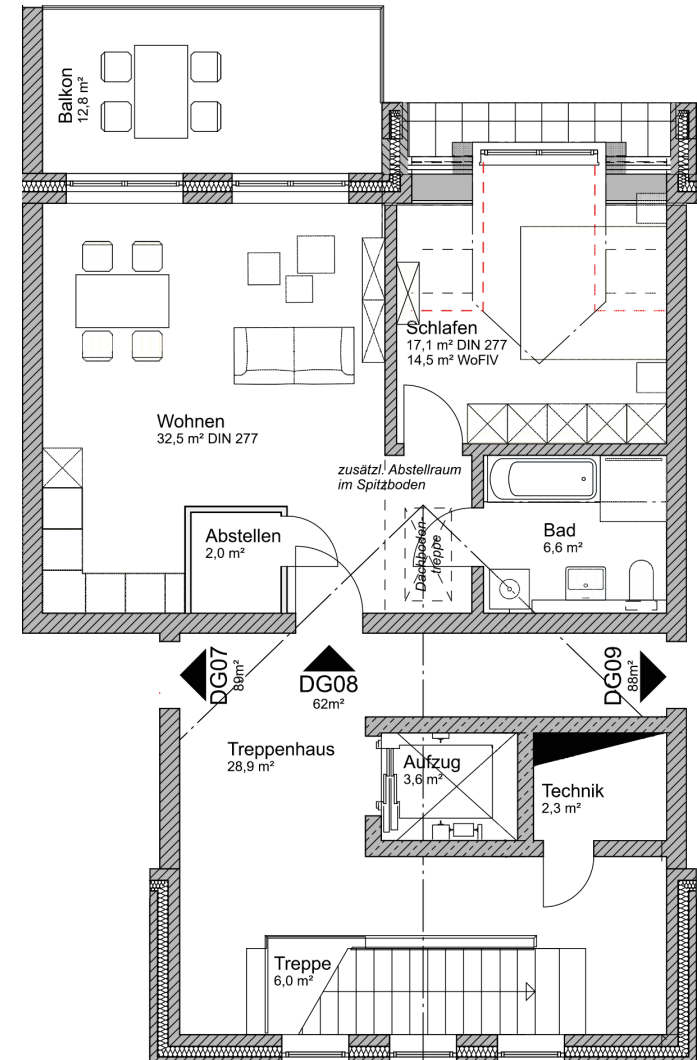 Balkon
12,8 m²
Schlafen
17,1 m² DIN 277
14,5 m² WoFlV
Wohnen
32,5 m² DIN 277
zusätzl. Abstellraum
im Spitzboden
Abstellen
2,0 m²
Dachboden-
treppe
Bad
6,6 m²
DG07
89m²
DG08
62m²
DG09
88m²
Treppenhaus
28,9 m²
Aufzug
3,6 m²
Technik
2,3 m²
Treppe
6,0 m²